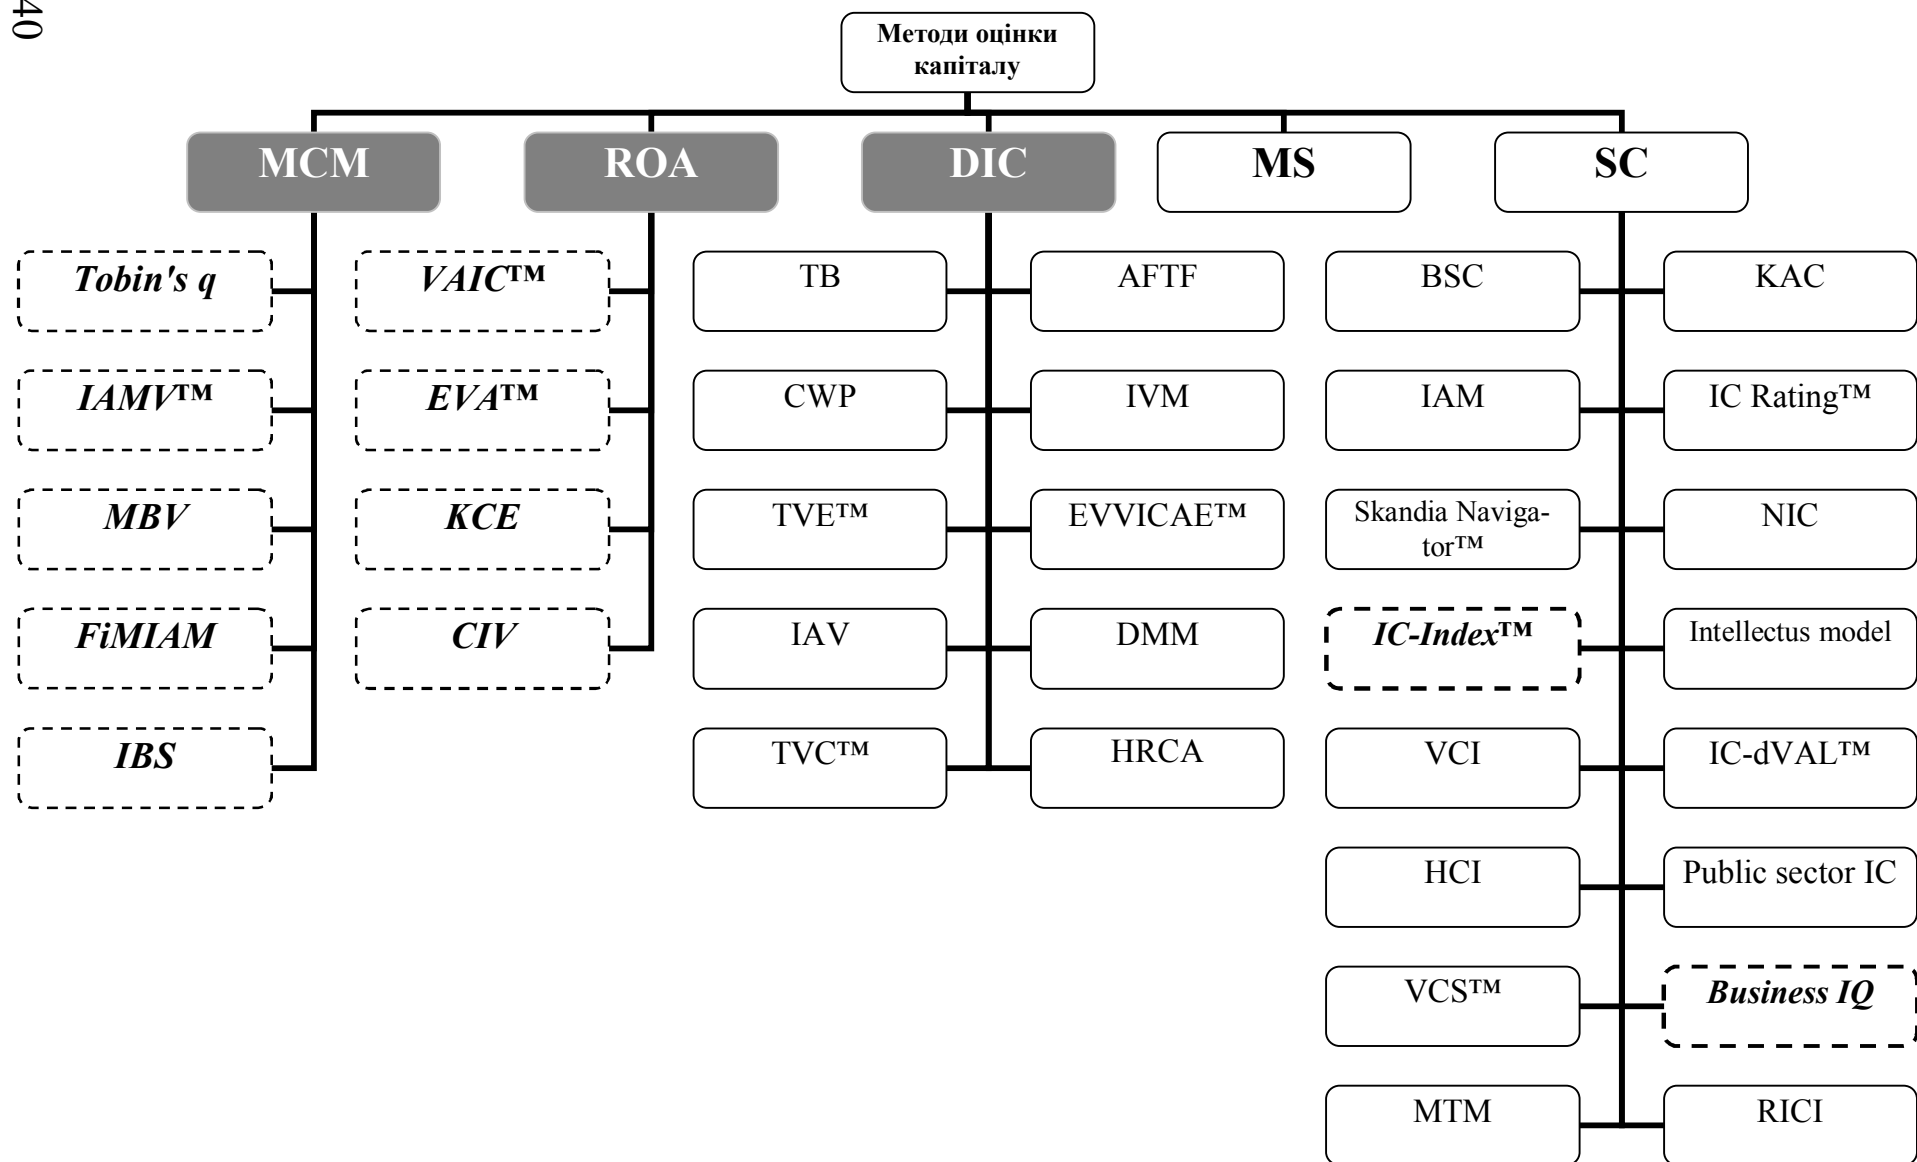 40
Методи оцінки
капіталу
MCM
ROA
DIC
MS
SC
Tobin's q
VAIC™
TB
AFTF
BSC
KAC
IAMV™
EVA™
CWP
IVM
IAM
IC Rating™
MBV
KCE
TVE™
EVVICAE™
Skandia Naviga-
tor™
NIC
FiMIAM
CIV
IAV
DMM
IC-Index™
Intellectus model
IBS
TVC™
HRCA
VCI
IC-dVAL™
HCI
Public sector IC
VCS™
Business IQ
MTM
RICI